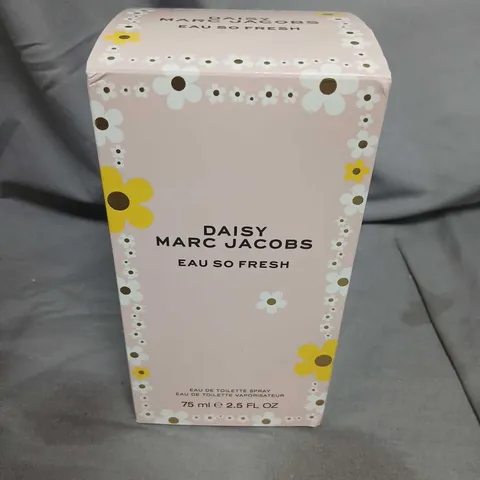 DAISY
MARC JACOBS
EAU SO FRESH
DAISY
MARC JACOBS
EAU SO FRESH
EAU DE TOILETTE SPRAY
EAU DE TOILETTE VAPORISATEUR
75 ml ℮ 2.5 FL OZ